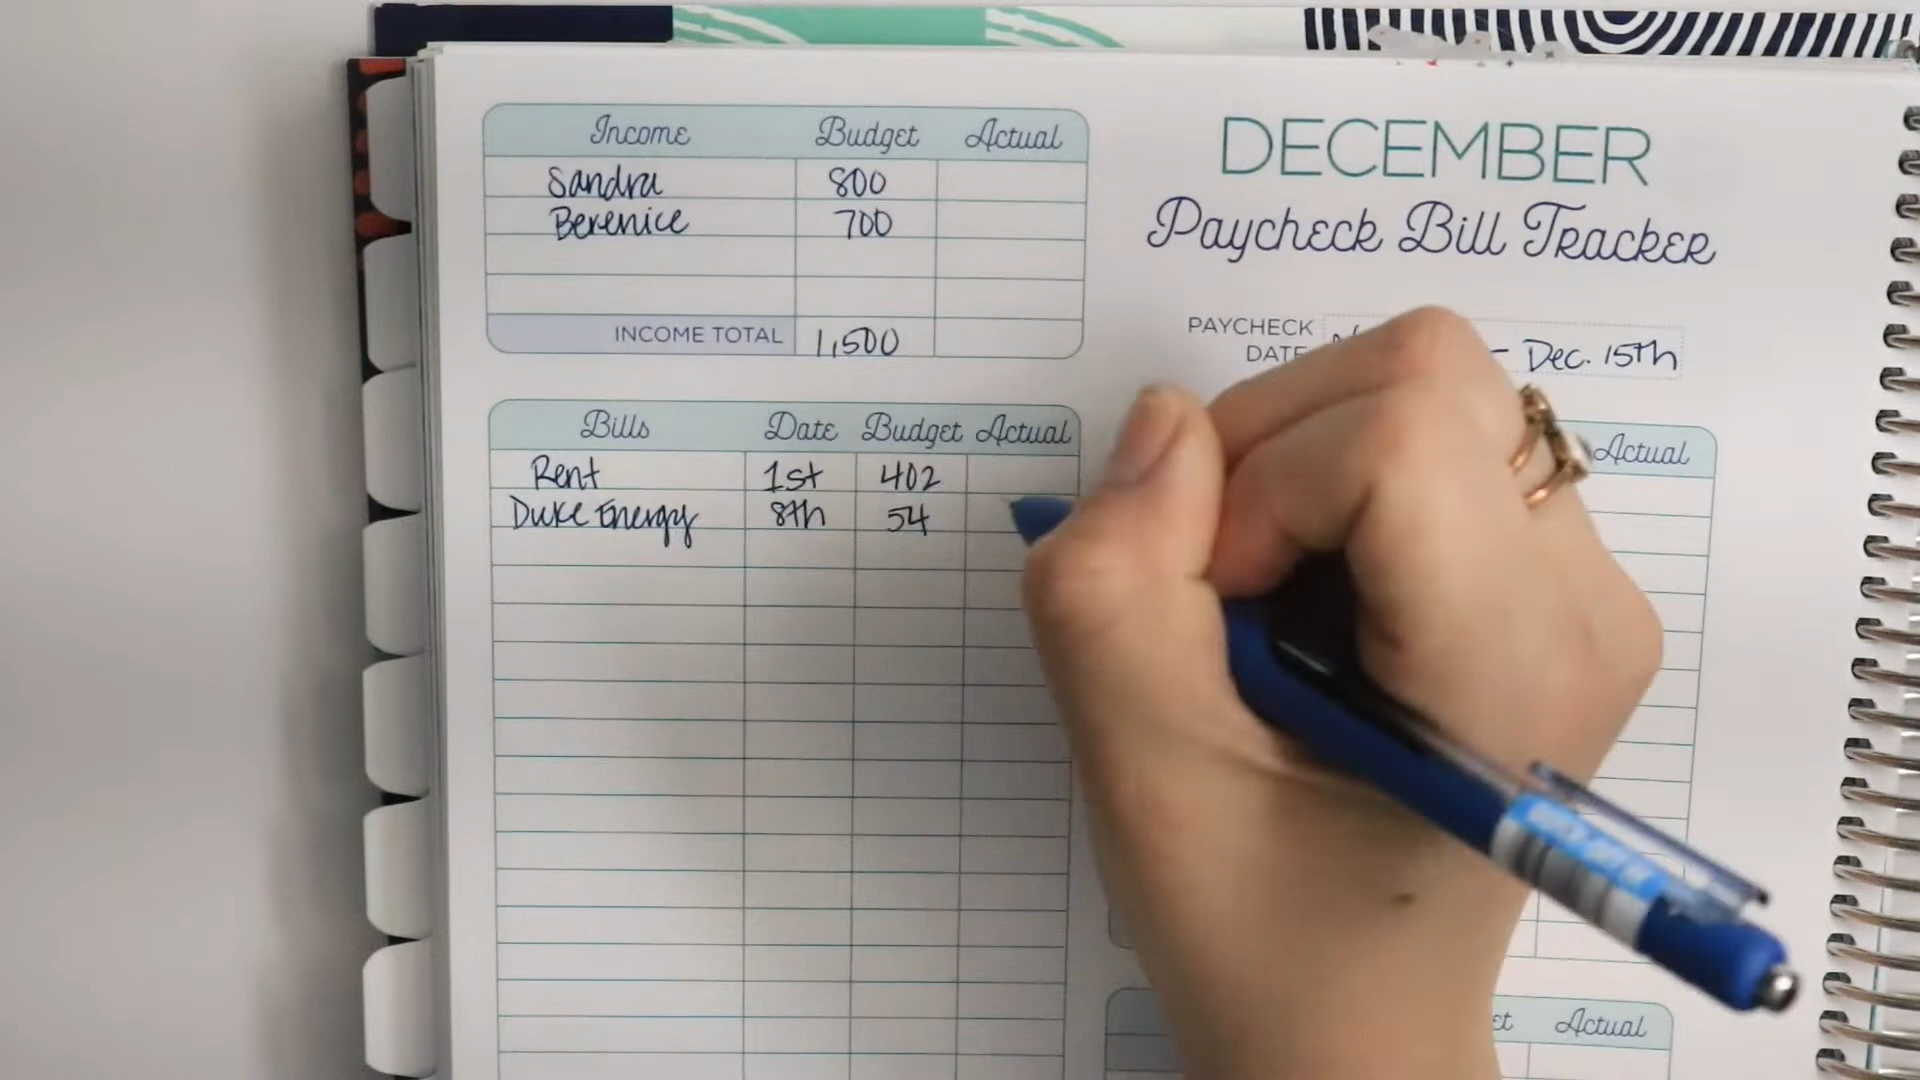 Income Budget Actual
Sandra 800
Berenice 700
INCOME TOTAL 1,500
DECEMBER
Paycheck Bill Tracker
PAYCHECK
DATE
- Dec. 15th
Bills Date Budget Actual
Rent 1st 402
Duke Energy 8th 54
Actual
Actual